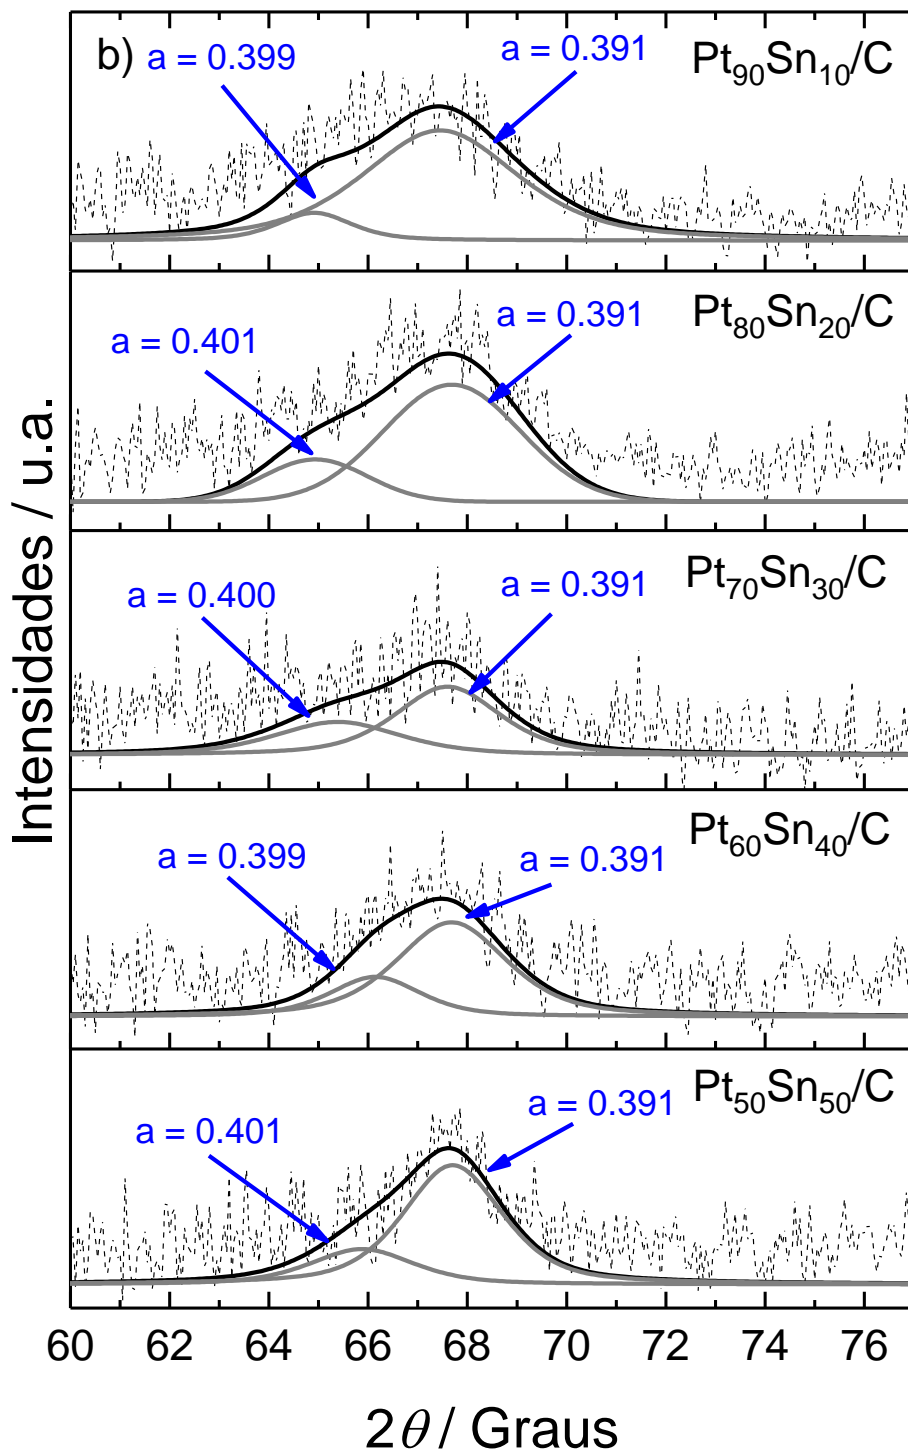 b)
a = 0.399
a = 0.391
Pt90Sn10/C
a = 0.401
a = 0.391
Pt80Sn20/C
a = 0.400
a = 0.391
Pt70Sn30/C
a = 0.399
a = 0.391
Pt60Sn40/C
a = 0.401
a = 0.391
Pt50Sn50/C
Intensidades / u.a.
60 62 64 66 68 70 72 74 76
2θ / Graus